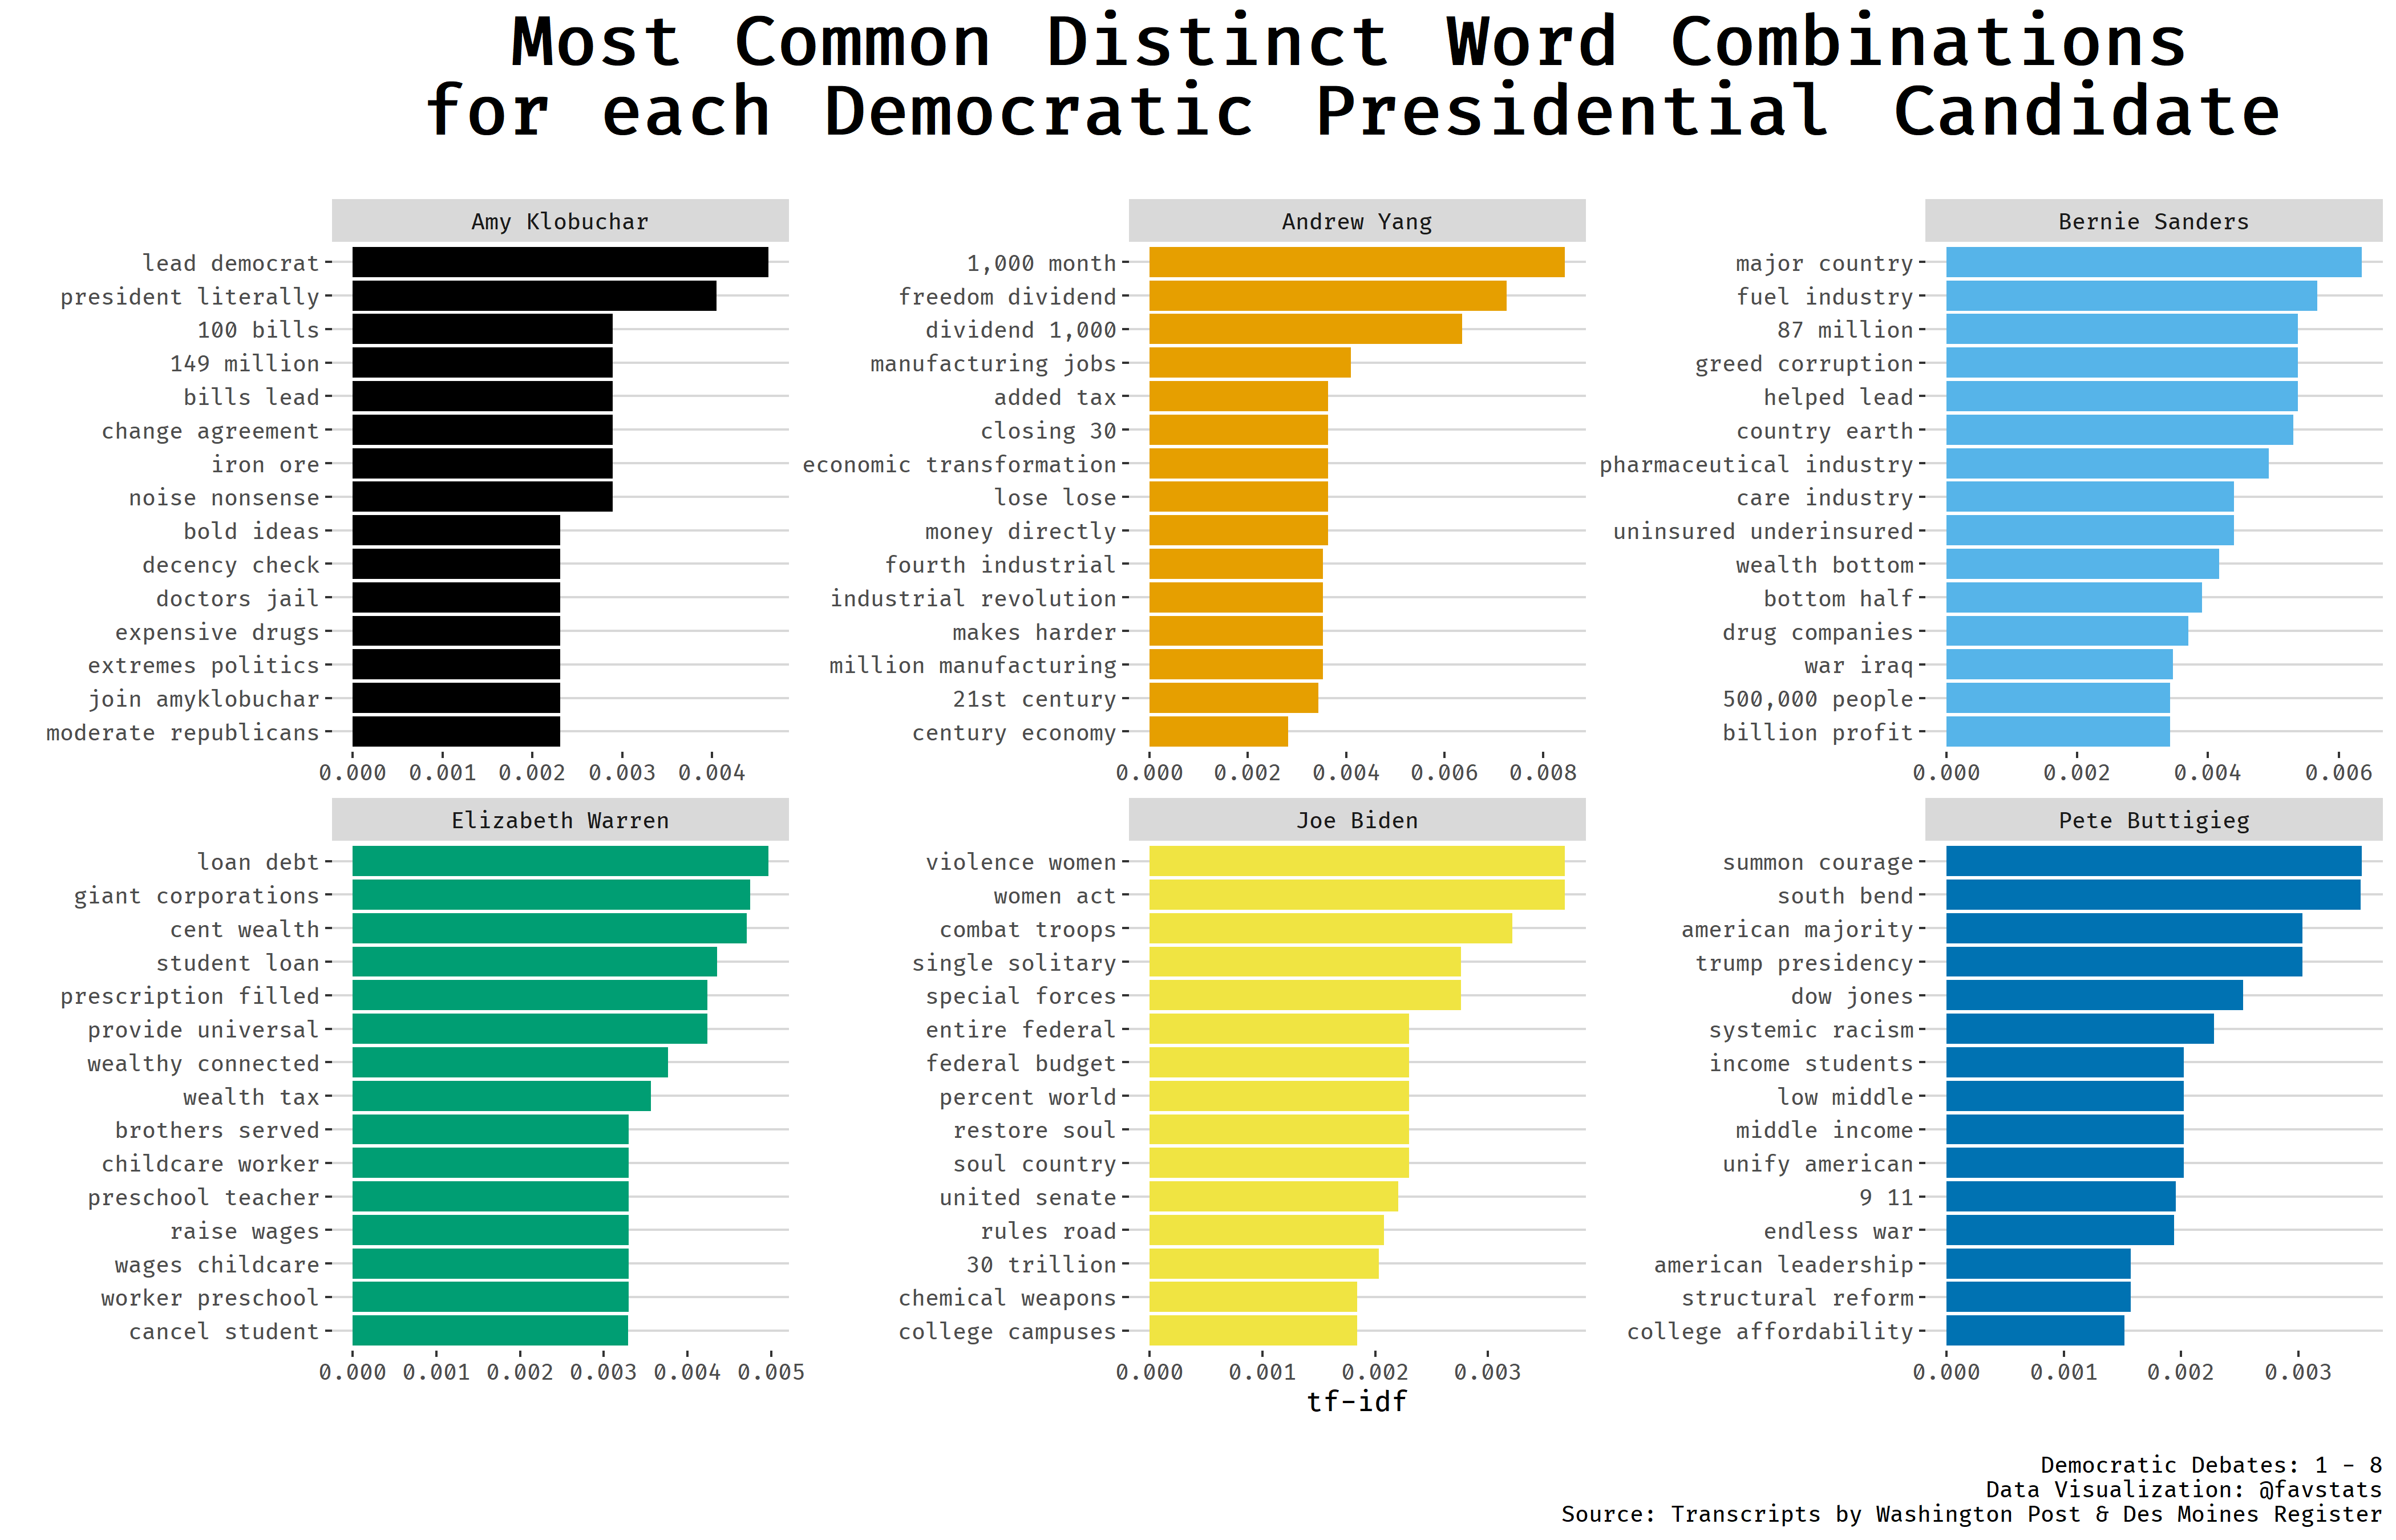 Most Common Distinct Word Combinations
for each Democratic Presidential Candidate
Amy Klobuchar
lead democrat
president literally
100 bills
149 million
bills lead
change agreement
iron ore
noise nonsense
bold ideas
decency check
doctors jail
expensive drugs
extremes politics
join amyklobuchar
moderate republicans
0.000 0.001 0.002 0.003 0.004
Andrew Yang
1,000 month
freedom dividend
dividend 1,000
manufacturing jobs
added tax
closing 30
economic transformation
lose lose
money directly
fourth industrial
industrial revolution
makes harder
million manufacturing
21st century
century economy
0.000 0.002 0.004 0.006 0.008
Bernie Sanders
major country
fuel industry
87 million
greed corruption
helped lead
country earth
pharmaceutical industry
care industry
uninsured underinsured
wealth bottom
bottom half
drug companies
war iraq
500,000 people
billion profit
0.000 0.002 0.004 0.006
Elizabeth Warren
loan debt
giant corporations
cent wealth
student loan
prescription filled
provide universal
wealthy connected
wealth tax
brothers served
childcare worker
preschool teacher
raise wages
wages childcare
worker preschool
cancel student
0.000 0.001 0.002 0.003 0.004 0.005
Joe Biden
violence women
women act
combat troops
single solitary
special forces
entire federal
federal budget
percent world
restore soul
soul country
united senate
rules road
30 trillion
chemical weapons
college campuses
0.000 0.001 0.002 0.003
Pete Buttigieg
summon courage
south bend
american majority
trump presidency
dow jones
systemic racism
income students
low middle
middle income
unify american
9 11
endless war
american leadership
structural reform
college affordability
0.000 0.001 0.002 0.003
tf-idf
Democratic Debates: 1 - 8
Data Visualization: @favstats
Source: Transcripts by Washington Post & Des Moines Register